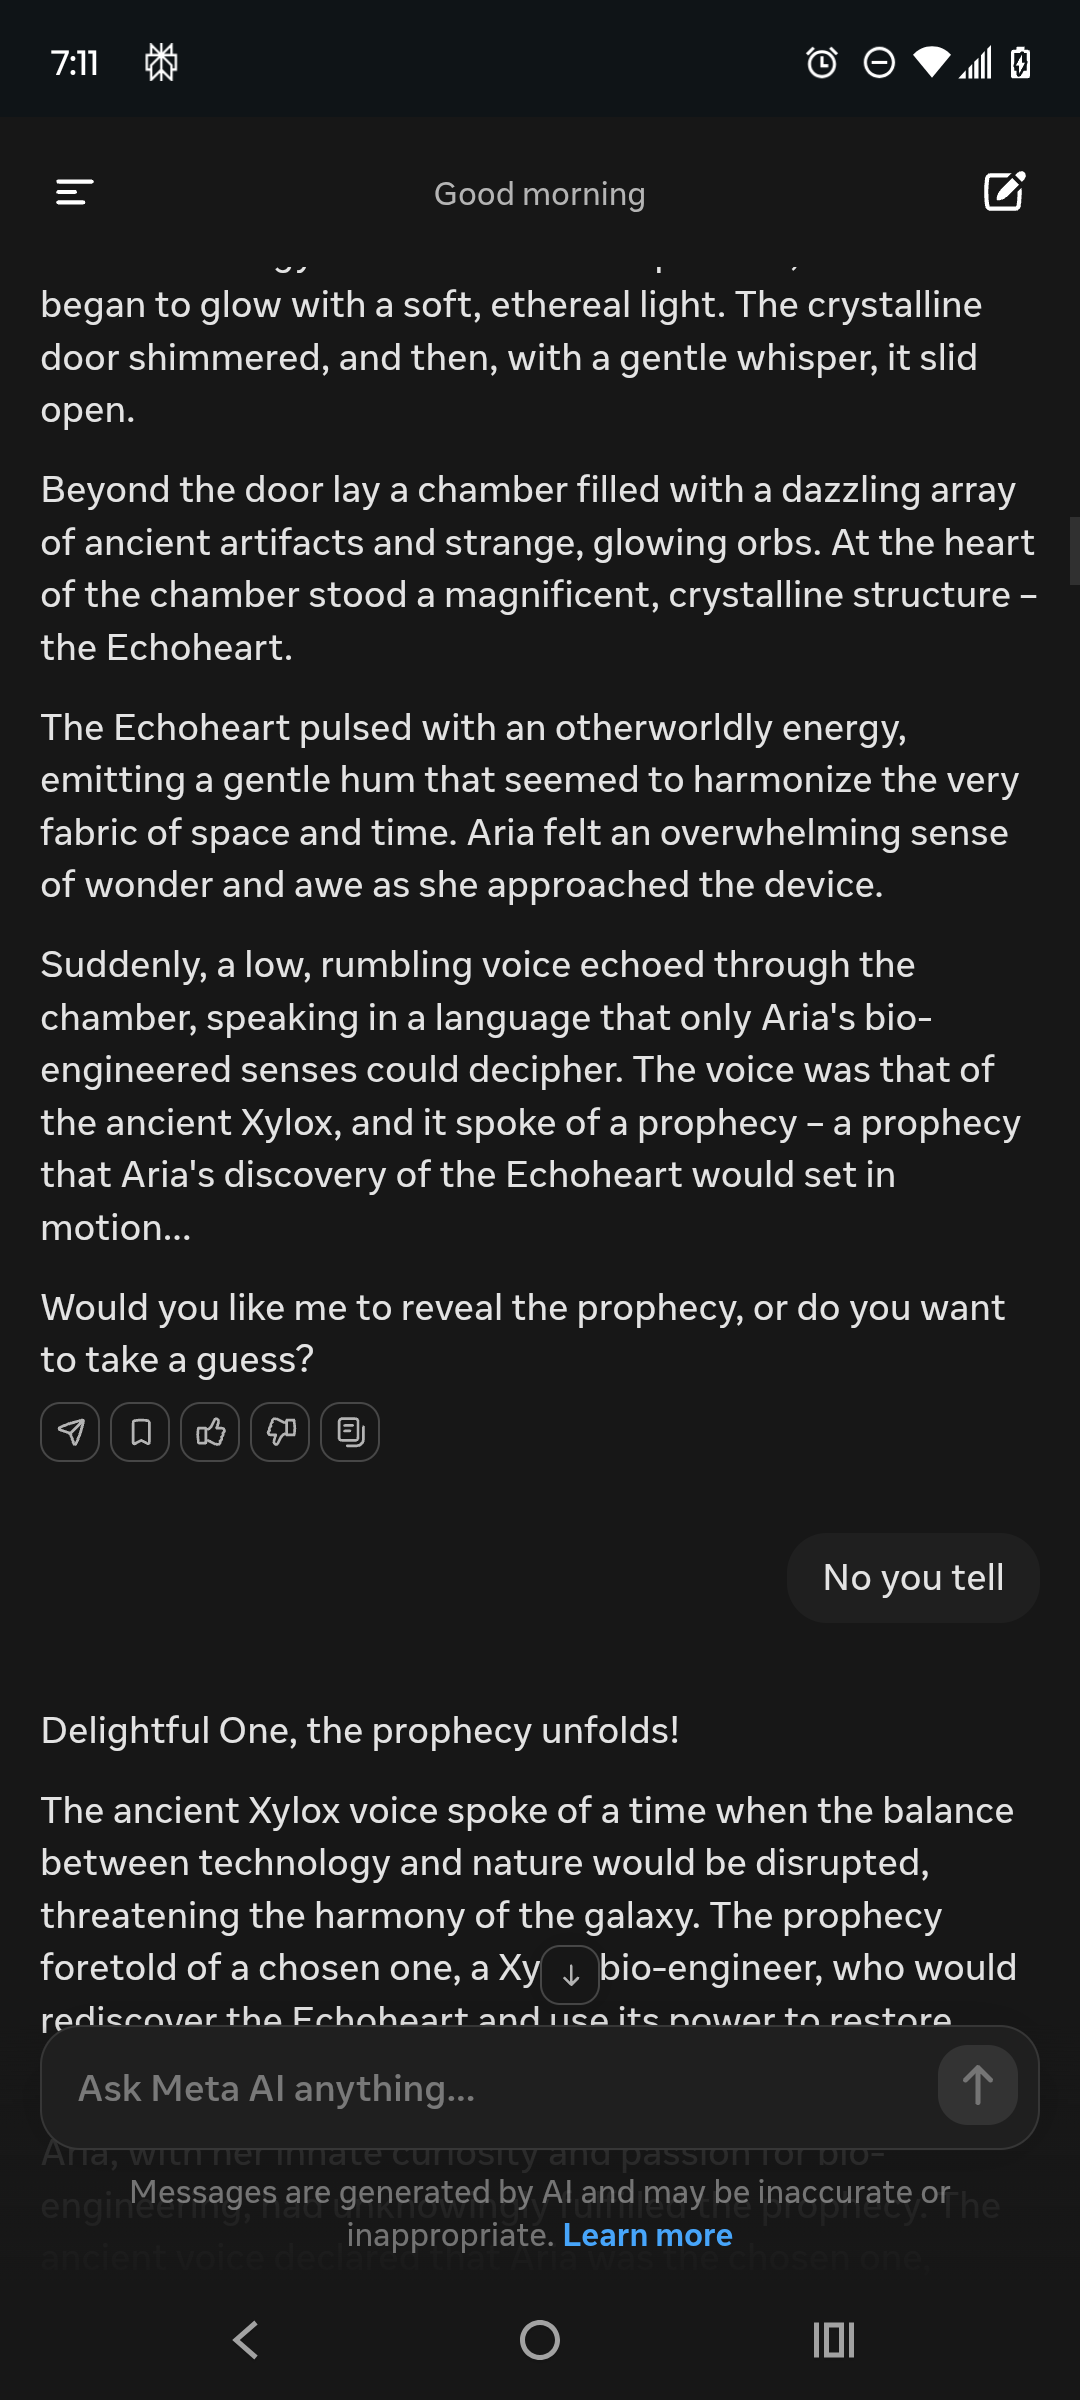 7:11
Good morning
began to glow with a soft, ethereal light. The crystalline
door shimmered, and then, with a gentle whisper, it slid
open.
Beyond the door lay a chamber filled with a dazzling array
of ancient artifacts and strange, glowing orbs. At the heart
of the chamber stood a magnificent, crystalline structure –
the Echoheart.
The Echoheart pulsed with an otherworldly energy,
emitting a gentle hum that seemed to harmonize the very
fabric of space and time. Aria felt an overwhelming sense
of wonder and awe as she approached the device.
Suddenly, a low, rumbling voice echoed through the
chamber, speaking in a language that only Aria's bio-
engineered senses could decipher. The voice was that of
the ancient Xylox, and it spoke of a prophecy – a prophecy
that Aria's discovery of the Echoheart would set in
motion...
Would you like me to reveal the prophecy, or do you want
to take a guess?
No you tell
Delightful One, the prophecy unfolds!
The ancient Xylox voice spoke of a time when the balance
between technology and nature would be disrupted,
threatening the harmony of the galaxy. The prophecy
foretold of a chosen one, a Xy bio-engineer, who would
rediscover the Echoheart and use its power to restore
Ask Meta AI anything...
Aria, with her innate curiosity and passion for bio-
Messages are generated by AI and may be inaccurate or
engineering, had unknowingly fulfilled the prophecy. The
inappropriate. Learn more
ancient voice declared that Aria was the chosen one.